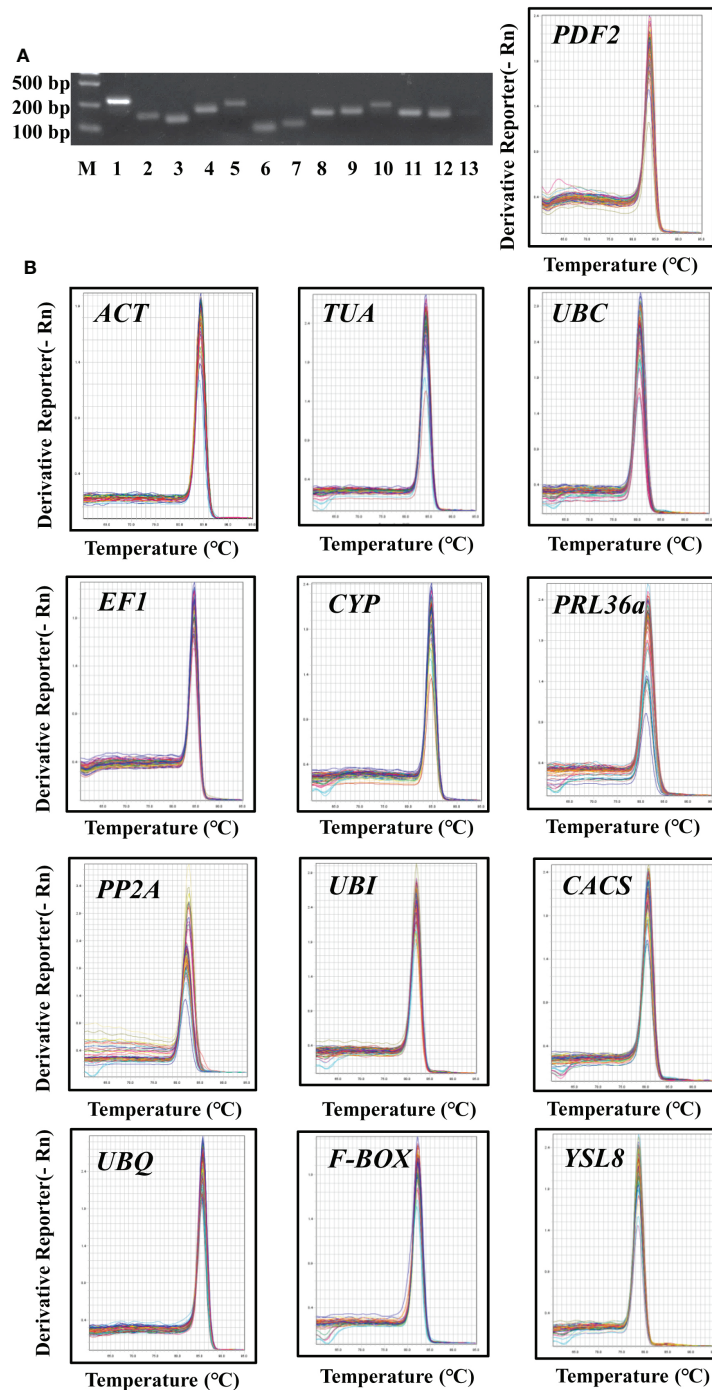 A
500 bp
200 bp
100 bp
M 1 2 3 4 5 6 7 8 9 10 11 12 13
PDF2
Derivative Reporter(- Rn)
Temperature (°C)
B
ACT
TUA
UBC
Derivative Reporter(- Rn)
Temperature (°C)
Temperature (°C)
Temperature (°C)
EF1
CYP
PRL36a
Derivative Reporter(- Rn)
Temperature (°C)
Temperature (°C)
Temperature (°C)
PP2A
UBI
CACS
Derivative Reporter(- Rn)
Temperature (°C)
Temperature (°C)
Temperature (°C)
UBQ
F-BOX
YSL8
Derivative Reporter(- Rn)
Temperature (°C)
Temperature (°C)
Temperature (°C)